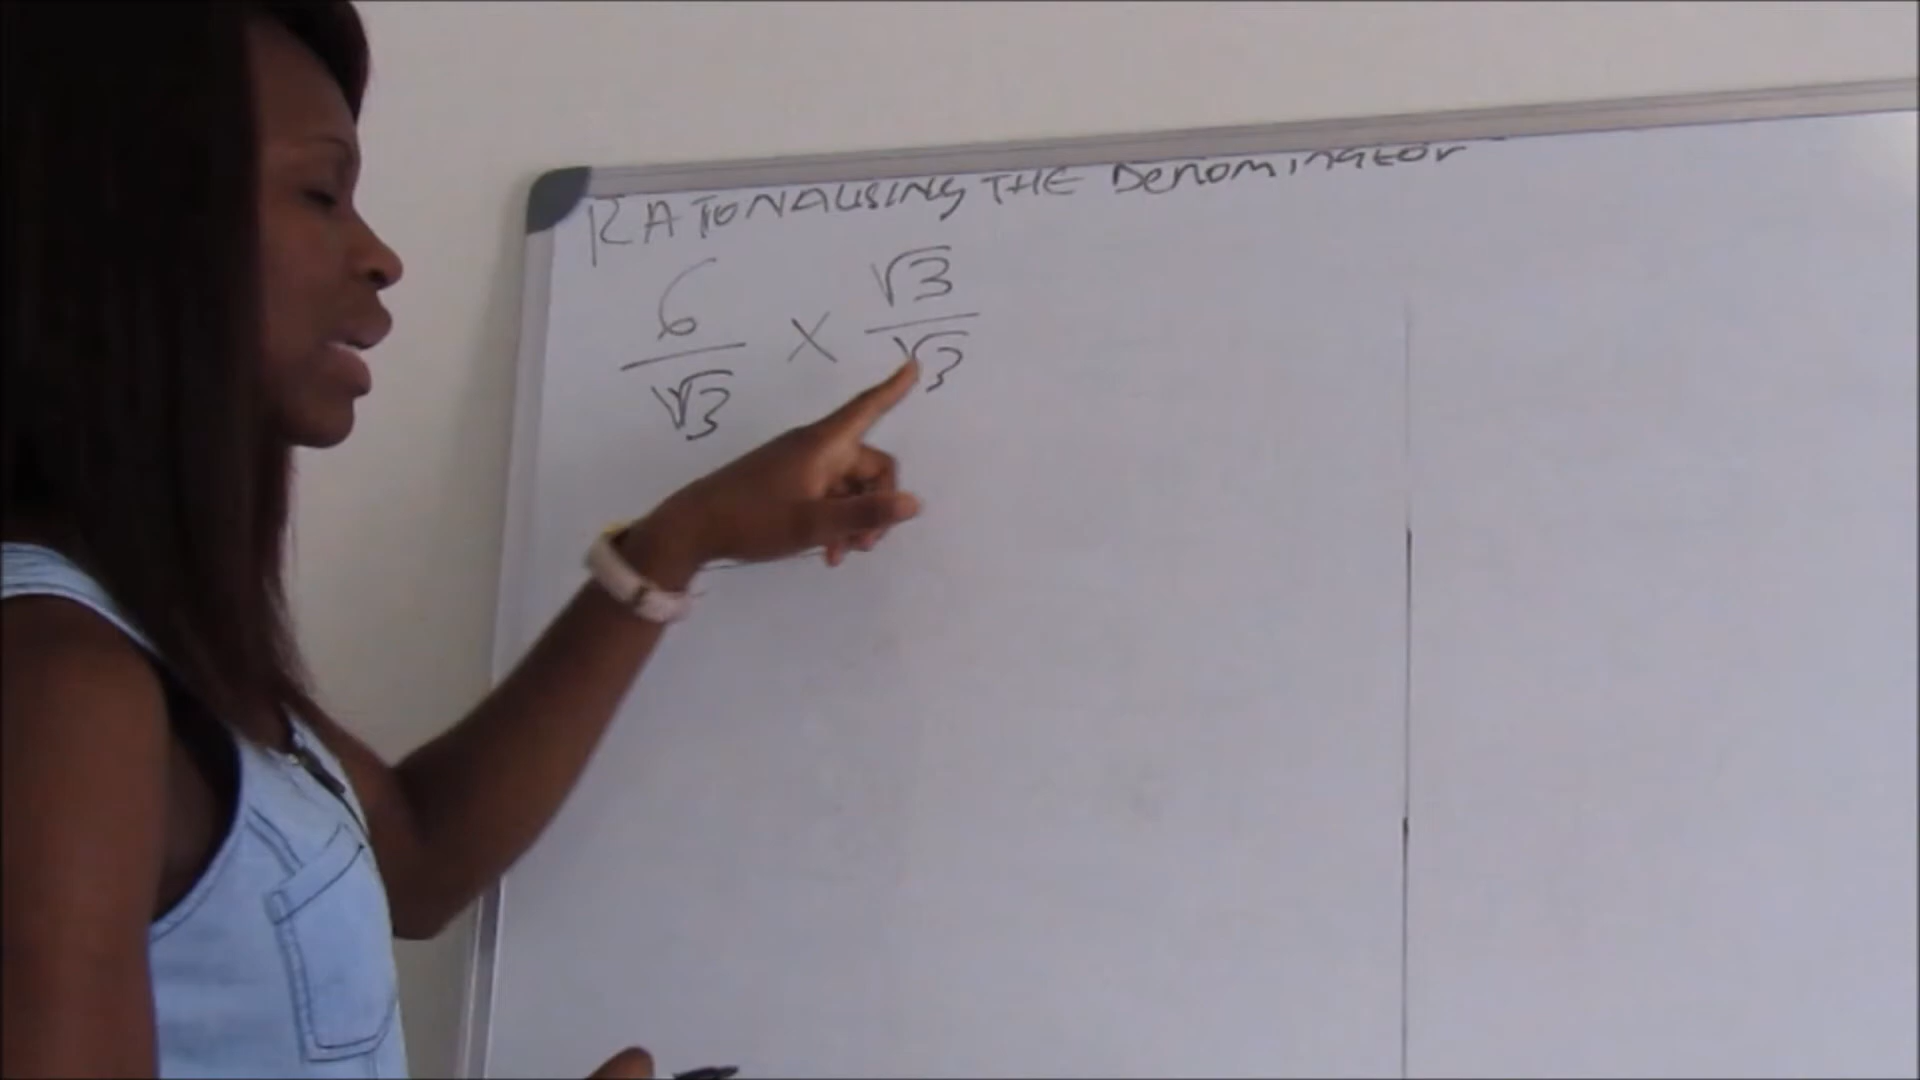 RATIONALISING THE DENOMINATOR
6/√3 × √3/√3